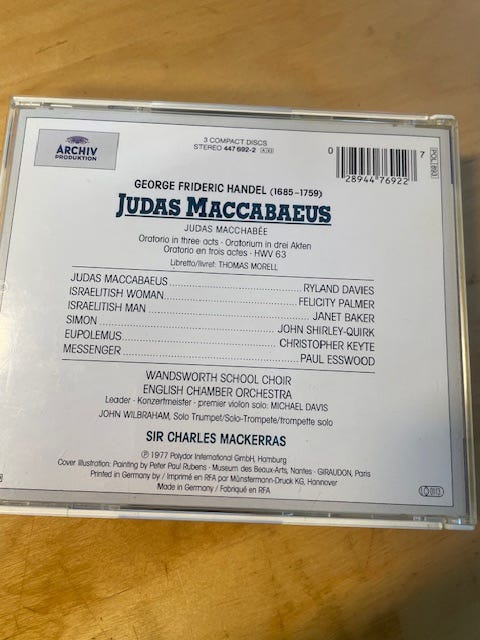 ARCHIV
PRODUKTION
3 COMPACT DISCS
STEREO 447 692-2 ADD
0 28944 76922 7
GEORGE FRIDERIC HANDEL (1685–1759)
JUDAS MACCABAEUS
JUDAS MACCHABÉE
Oratorio in three acts · Oratorium in drei Akten
Oratorio en trois actes · HWV 63
Libretto/livret: THOMAS MORELL
JUDAS MACCABAEUS RYLAND DAVIES
ISRAELITISH WOMAN FELICITY PALMER
ISRAELITISH MAN JANET BAKER
SIMON JOHN SHIRLEY-QUIRK
EUPOLEMUS CHRISTOPHER KEYTE
MESSENGER PAUL ESSWOOD
WANDSWORTH SCHOOL CHOIR
ENGLISH CHAMBER ORCHESTRA
Leader · Konzertmeister · premier violon solo: MICHAEL DAVIS
JOHN WILBRAHAM, Solo Trumpet/Solo-Trompete/trompette solo
SIR CHARLES MACKERRAS
Ⓟ 1977 Polydor International GmbH, Hamburg
Cover Illustration: Painting by Peter Paul Rubens · Museum des Beaux-Arts, Nantes · GIRAUDON, Paris
Printed in Germany by / Imprimé en RFA par Münstermann-Druck KG, Hannover
Made in Germany / Fabriqué en RFA